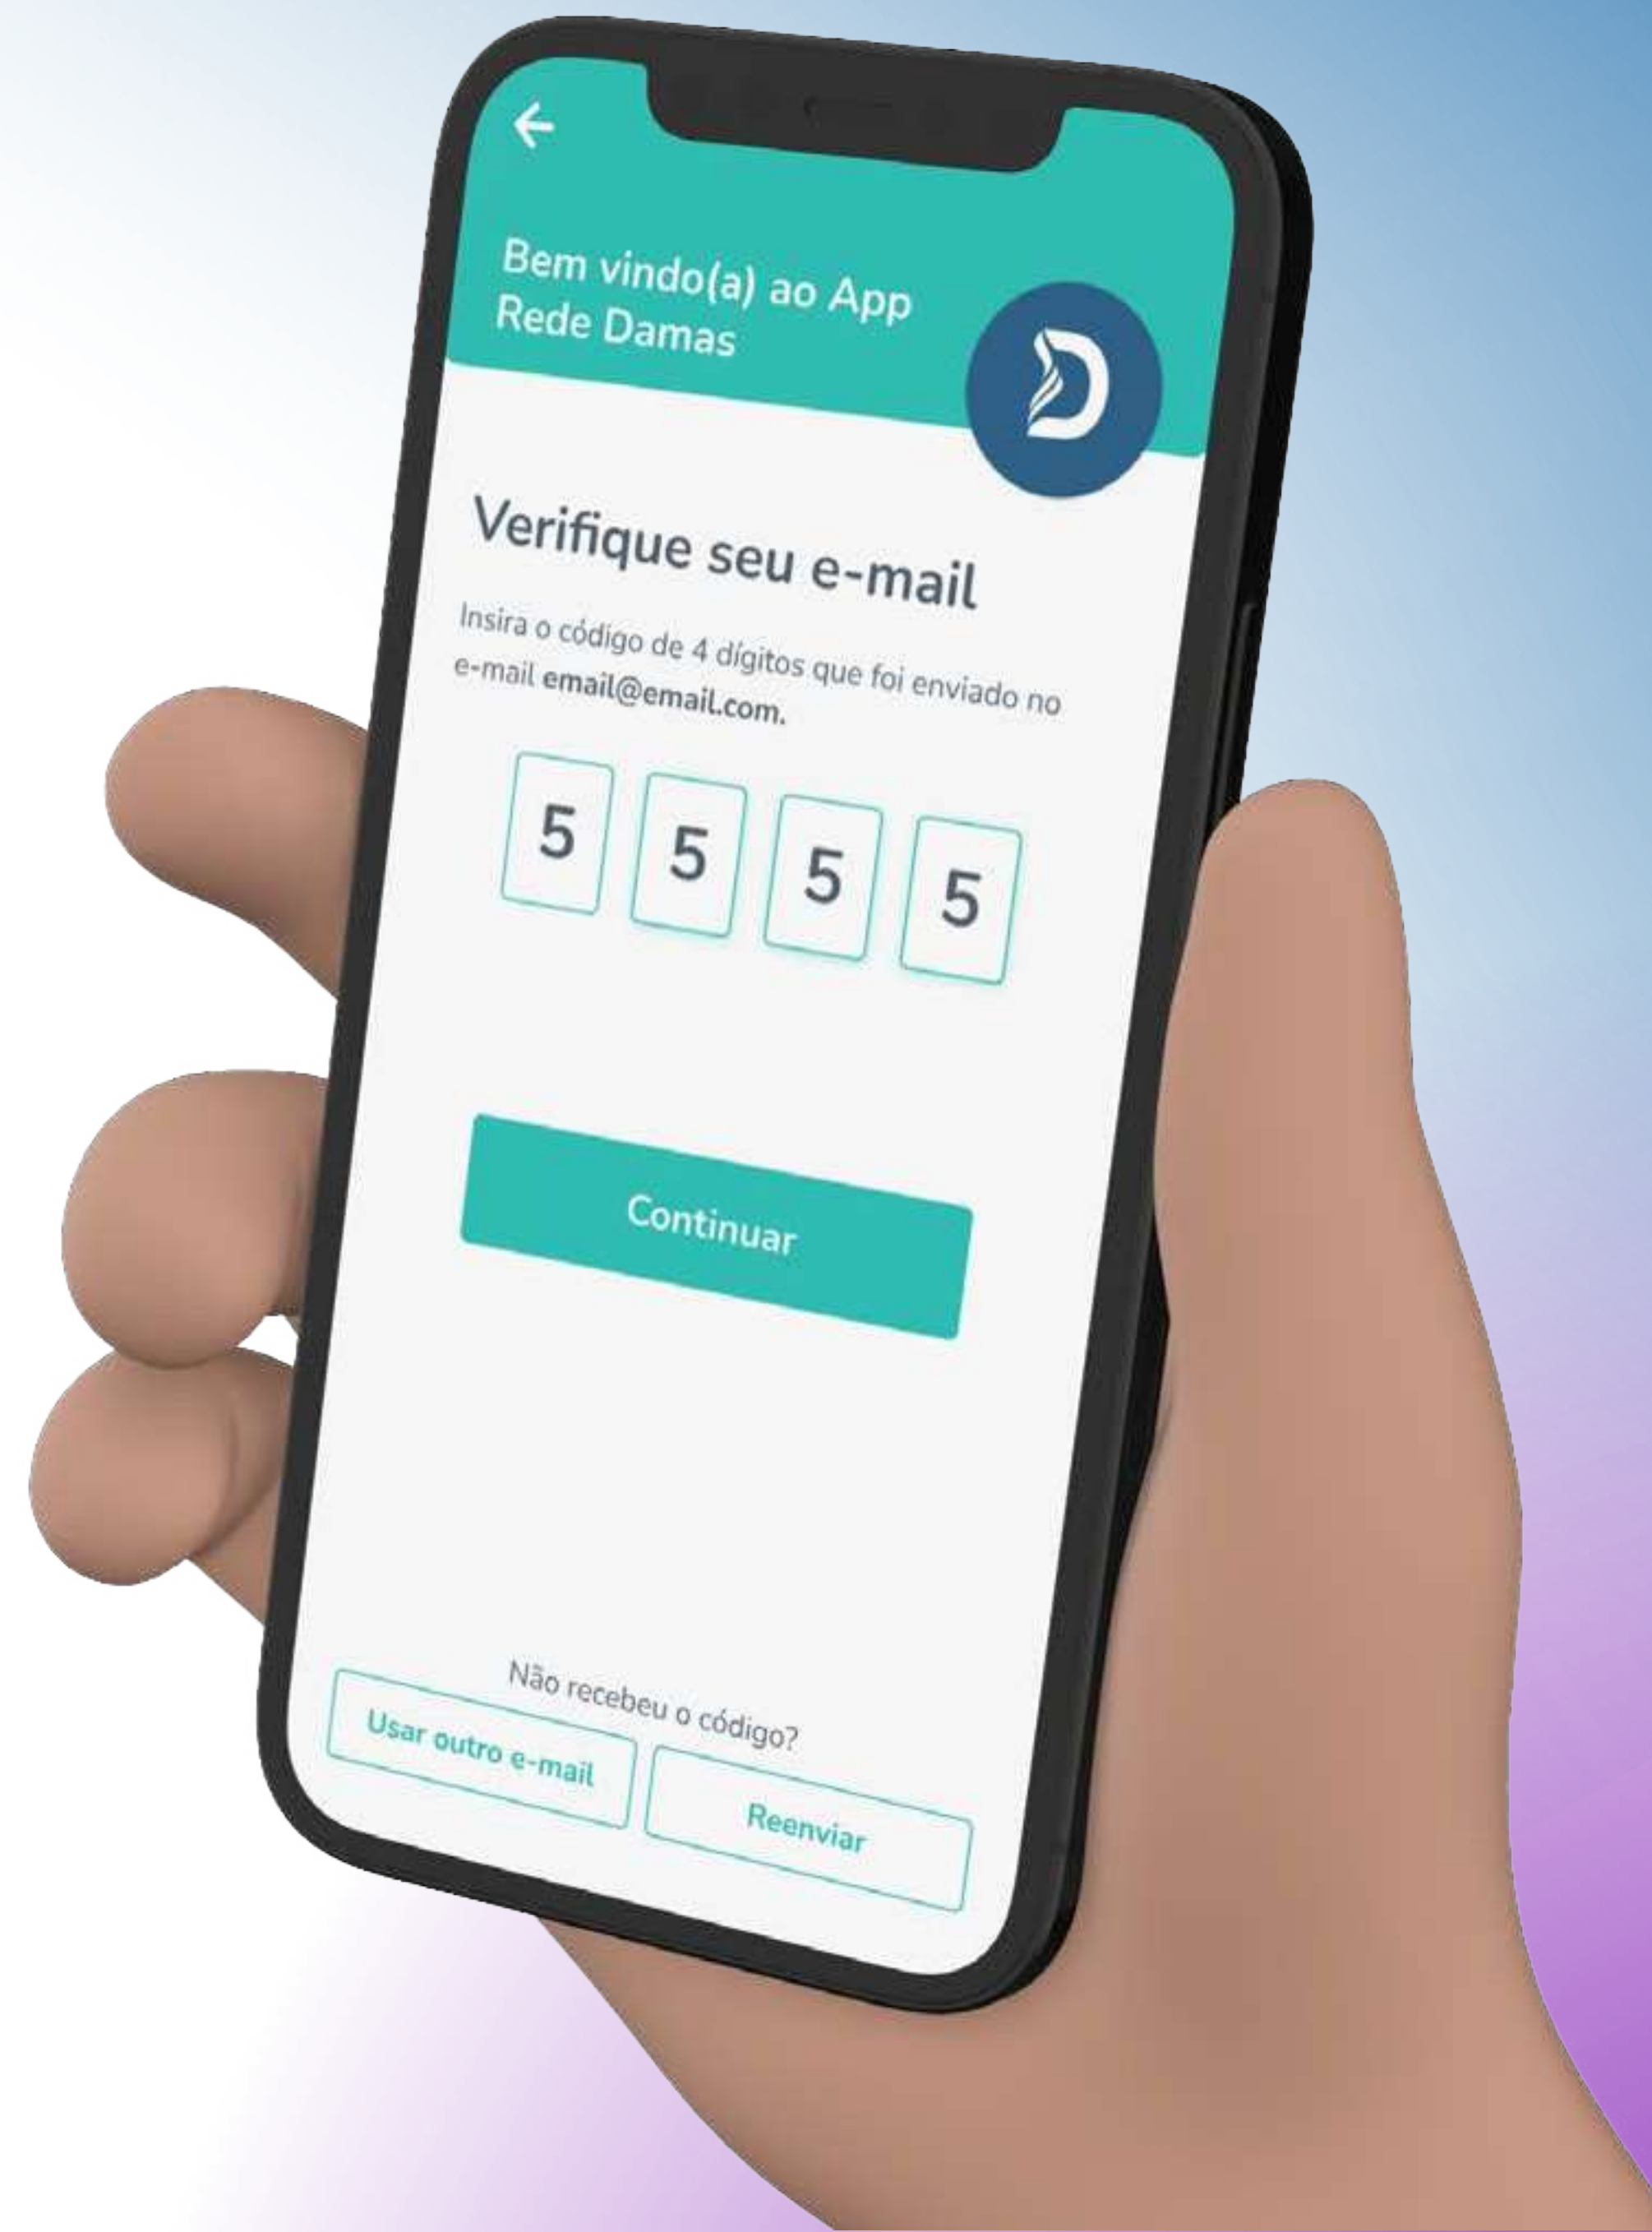 Bem vindo(a) ao App
Rede Damas
Verifique seu e-mail
Insira o código de 4 dígitos que foi enviado no
e-mail email@email.com.
5 5 5 5
Continuar
Não recebeu o código?
Usar outro e-mail
Reenviar